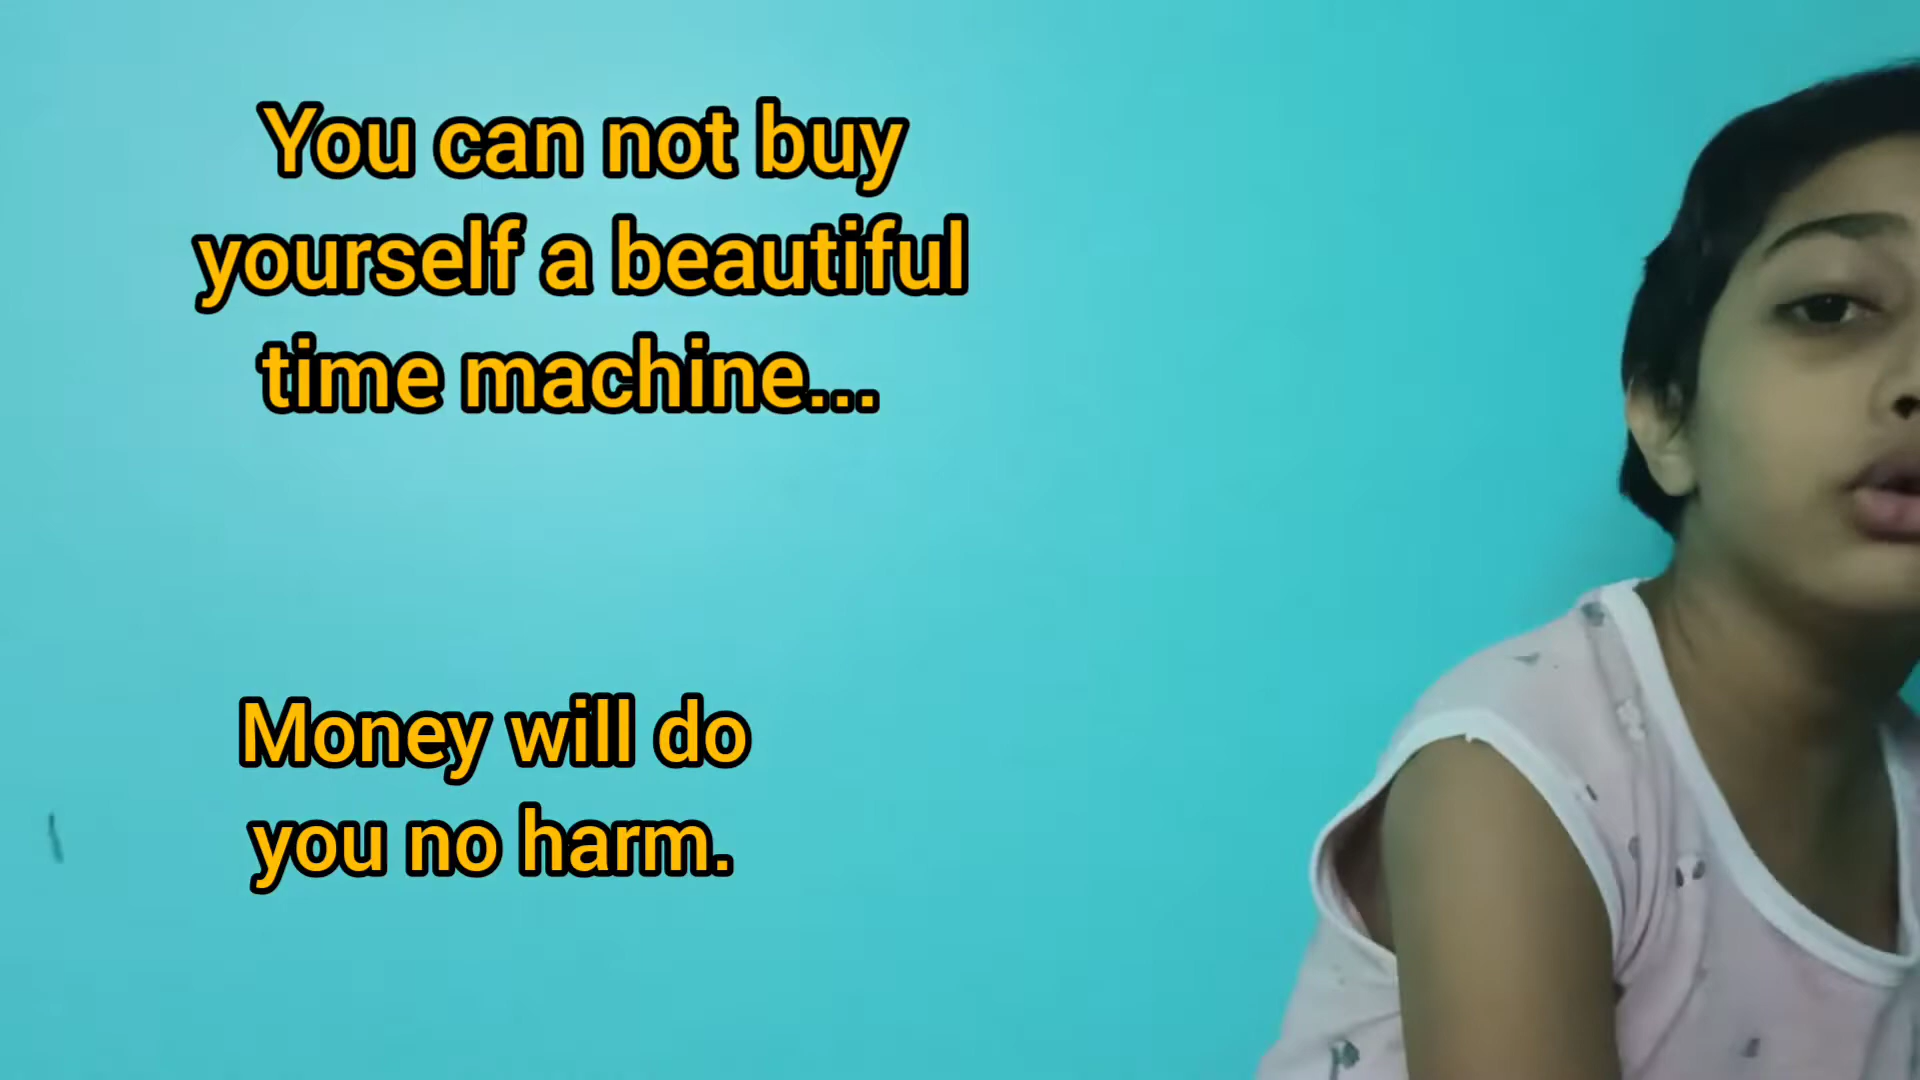 You can not buy
yourself a beautiful
time machine...
Money will do
you no harm.